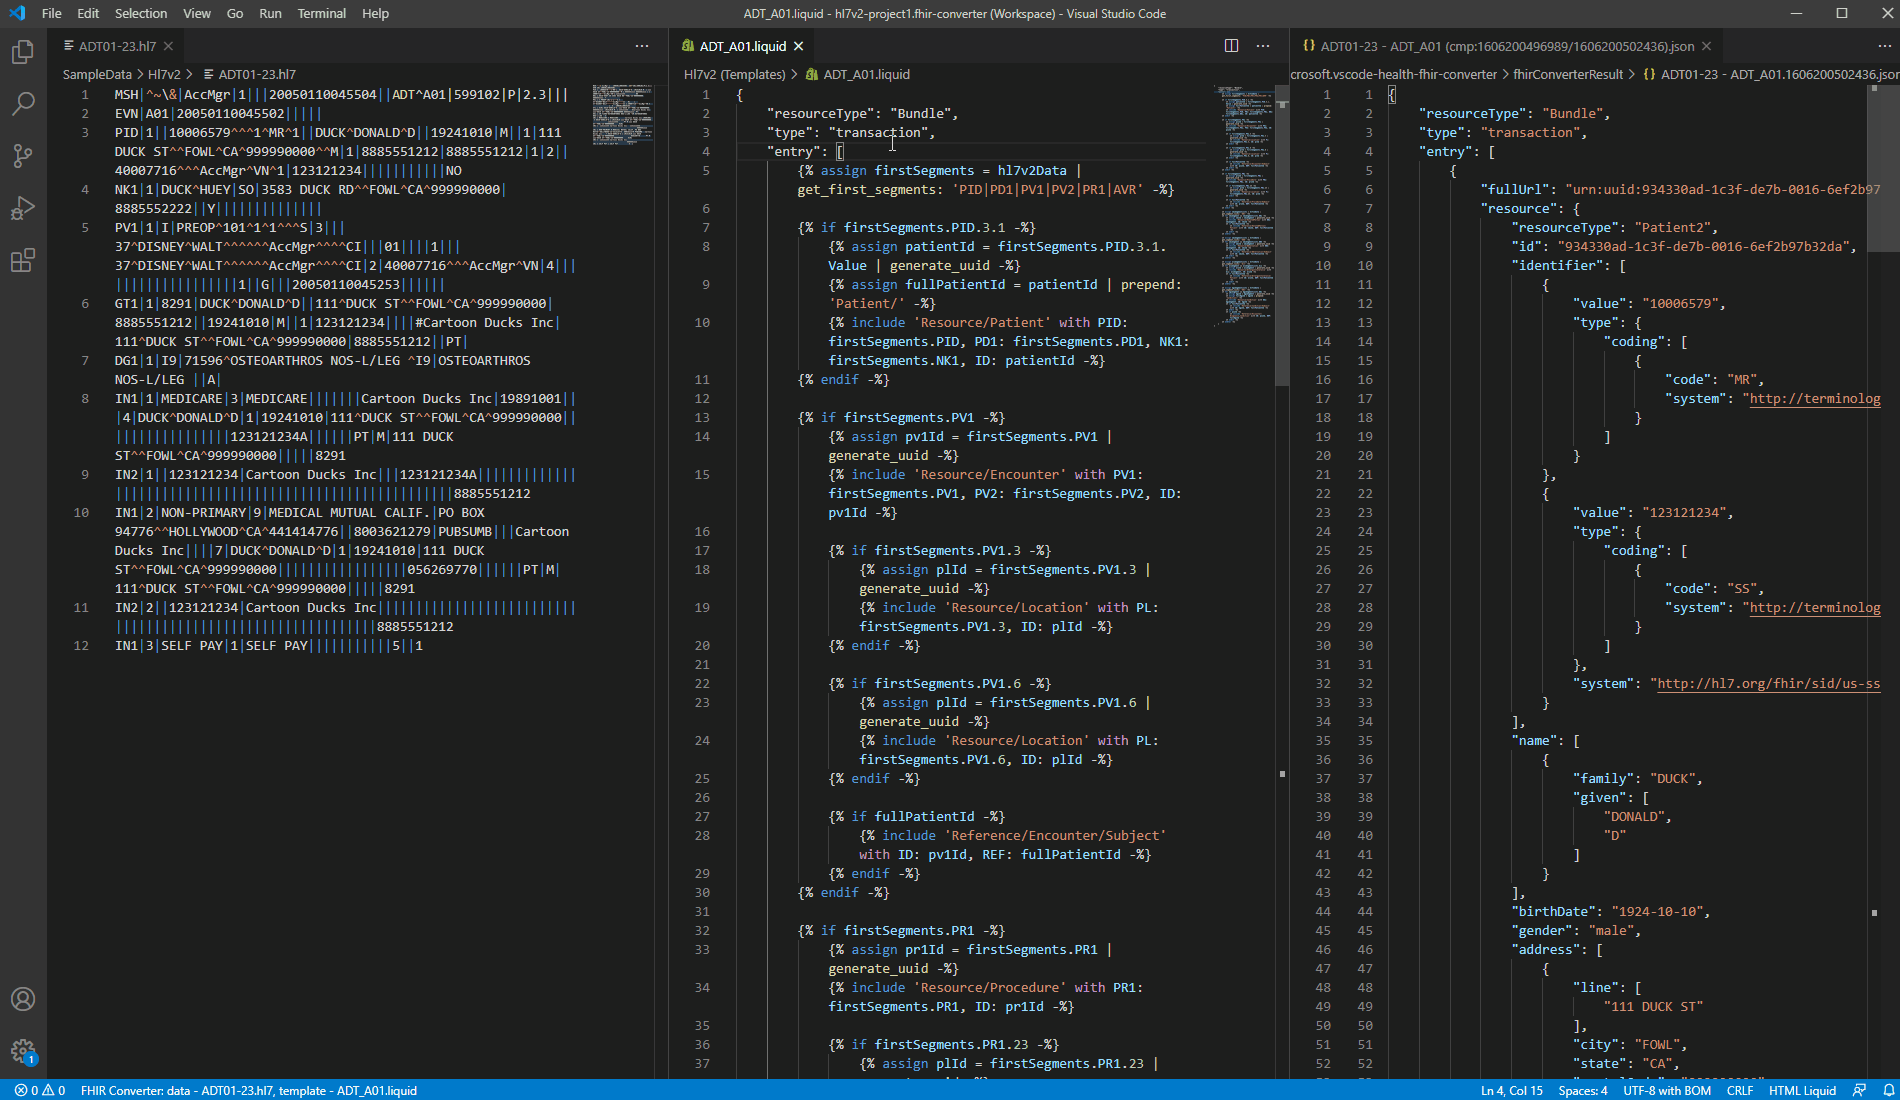 File Edit Selection View Go Run Terminal Help
ADT_A01.liquid - hl7v2-project1.fhir-converter (Workspace) - Visual Studio Code
ADT01-23.hl7
SampleData > Hl7v2 > ADT01-23.hl7
1 MSH|^~\&|AccMgr|1|||20050110045504||ADT^A01|599102|P|2.3|||
2 EVN|A01|20050110045502|||||
3 PID|1||10006579^^^1^MR^1||DUCK^DONALD^D||19241010|M||1|111
DUCK ST^^FOWL^CA^999990000^^M|1|8885551212|8885551212|1|2||
40007716^^^AccMgr^VN^1|123121234|||||||||||NO
4 NK1|1|DUCK^HUEY|SO|3583 DUCK RD^^FOWL^CA^999990000|
8885552222||Y||||||||||||||
5 PV1|1|I|PREOP^101^1^1^^^S|3|||
37^DISNEY^WALT^^^^^^AccMgr^^^^CI|||01||||1|||
37^DISNEY^WALT^^^^^^AccMgr^^^^CI|2|40007716^^^AccMgr^VN|4|||
||||||||||||||||1||G|||20050110045253||||||
6 GT1|1|8291|DUCK^DONALD^D||111^DUCK ST^^FOWL^CA^999990000|
8885551212||19241010|M||1|123121234||||#Cartoon Ducks Inc|
111^DUCK ST^^FOWL^CA^999990000|8885551212||PT|
7 DG1|1|I9|71596^OSTEOARTHROS NOS-L/LEG ^I9|OSTEOARTHROS
NOS-L/LEG ||A|
8 IN1|1|MEDICARE|3|MEDICARE|||||||Cartoon Ducks Inc|19891001||
|4|DUCK^DONALD^D|1|19241010|111^DUCK ST^^FOWL^CA^999990000||
|||||||||||||||123121234A||||||PT|M|111 DUCK
ST^^FOWL^CA^999990000|||||8291
9 IN2|1||123121234|Cartoon Ducks Inc|||123121234A|||||||||||||
||||||||||||||||||||||||||||||||||||||||||||8885551212
10 IN1|2|NON-PRIMARY|9|MEDICAL MUTUAL CALIF.|PO BOX
94776^^HOLLYWOOD^CA^441414776||8003621279|PUBSUMB|||Cartoon
Ducks Inc||||7|DUCK^DONALD^D|1|19241010|111 DUCK
ST^^FOWL^CA^999990000|||||||||||||||||056269770||||||PT|M|
111^DUCK ST^^FOWL^CA^999990000|||||8291
11 IN2|2||123121234|Cartoon Ducks Inc||||||||||||||||||||||||||
||||||||||||||||||||||||||||||||||8885551212
12 IN1|3|SELF PAY|1|SELF PAY|||||||||||5||1
ADT_A01.liquid
Hl7v2 (Templates) > ADT_A01.liquid
1 {
2 "resourceType": "Bundle",
3 "type": "transaction",
4 "entry": [
5 {% assign firstSegments = hl7v2Data |
get_first_segments: 'PID|PD1|PV1|PV2|PR1|AVR' -%}
6
7 {% if firstSegments.PID.3.1 -%}
8 {% assign patientId = firstSegments.PID.3.1.
Value | generate_uuid -%}
9 {% assign fullPatientId = patientId | prepend:
'Patient/' -%}
10 {% include 'Resource/Patient' with PID:
firstSegments.PID, PD1: firstSegments.PD1, NK1:
firstSegments.NK1, ID: patientId -%}
11 {% endif -%}
12
13 {% if firstSegments.PV1 -%}
14 {% assign pv1Id = firstSegments.PV1 |
generate_uuid -%}
15 {% include 'Resource/Encounter' with PV1:
firstSegments.PV1, PV2: firstSegments.PV2, ID:
pv1Id -%}
16
17 {% if firstSegments.PV1.3 -%}
18 {% assign plId = firstSegments.PV1.3 |
generate_uuid -%}
19 {% include 'Resource/Location' with PL:
firstSegments.PV1.3, ID: plId -%}
20 {% endif -%}
21
22 {% if firstSegments.PV1.6 -%}
23 {% assign plId = firstSegments.PV1.6 |
generate_uuid -%}
24 {% include 'Resource/Location' with PL:
firstSegments.PV1.6, ID: plId -%}
25 {% endif -%}
26
27 {% if fullPatientId -%}
28 {% include 'Reference/Encounter/Subject'
with ID: pv1Id, REF: fullPatientId -%}
29 {% endif -%}
30 {% endif -%}
31
32 {% if firstSegments.PR1 -%}
33 {% assign pr1Id = firstSegments.PR1 |
generate_uuid -%}
34 {% include 'Resource/Procedure' with PR1:
firstSegments.PR1, ID: pr1Id -%}
35
36 {% if firstSegments.PR1.23 -%}
37 {% assign plId = firstSegments.PR1.23 |
ADT01-23 - ADT_A01 (cmp:1606200496989/1606200502436).json
crosoft.vscode-health-fhir-converter > fhirConverterResult > ADT01-23 - ADT_A01.1606200502436.json
1 1 {
2 2 "resourceType": "Bundle",
3 3 "type": "transaction",
4 4 "entry": [
5 5 {
6 6 "fullUrl": "urn:uuid:934330ad-1c3f-de7b-0016-6ef2b97
7 7 "resource": {
8 8 "resourceType": "Patient2",
9 9 "id": "934330ad-1c3f-de7b-0016-6ef2b97b32da",
10 10 "identifier": [
11 11 {
12 12 "value": "10006579",
13 13 "type": {
14 14 "coding": [
15 15 {
16 16 "code": "MR",
17 17 "system": "http://terminolog
18 18 }
19 19 ]
20 20 }
21 21 },
22 22 {
23 23 "value": "123121234",
24 24 "type": {
25 25 "coding": [
26 26 {
27 27 "code": "SS",
28 28 "system": "http://terminolog
29 29 }
30 30 ]
31 31 },
32 32 "system": "http://hl7.org/fhir/sid/us-ss
33 33 }
34 34 ],
35 35 "name": [
36 36 {
37 37 "family": "DUCK",
38 38 "given": [
39 39 "DONALD",
40 40 "D"
41 41 ]
42 42 }
43 43 ],
44 44 "birthDate": "1924-10-10",
45 45 "gender": "male",
46 46 "address": [
47 47 {
48 48 "line": [
49 49 "111 DUCK ST"
50 50 ],
51 51 "city": "FOWL",
52 52 "state": "CA",
1
0 0 FHIR Converter: data - ADT01-23.hl7, template - ADT_A01.liquid
Ln 4, Col 15 Spaces: 4 UTF-8 with BOM CRLF HTML Liquid